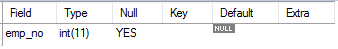 Field Type Null Key Default Extra
emp_no int(11) YES NULL